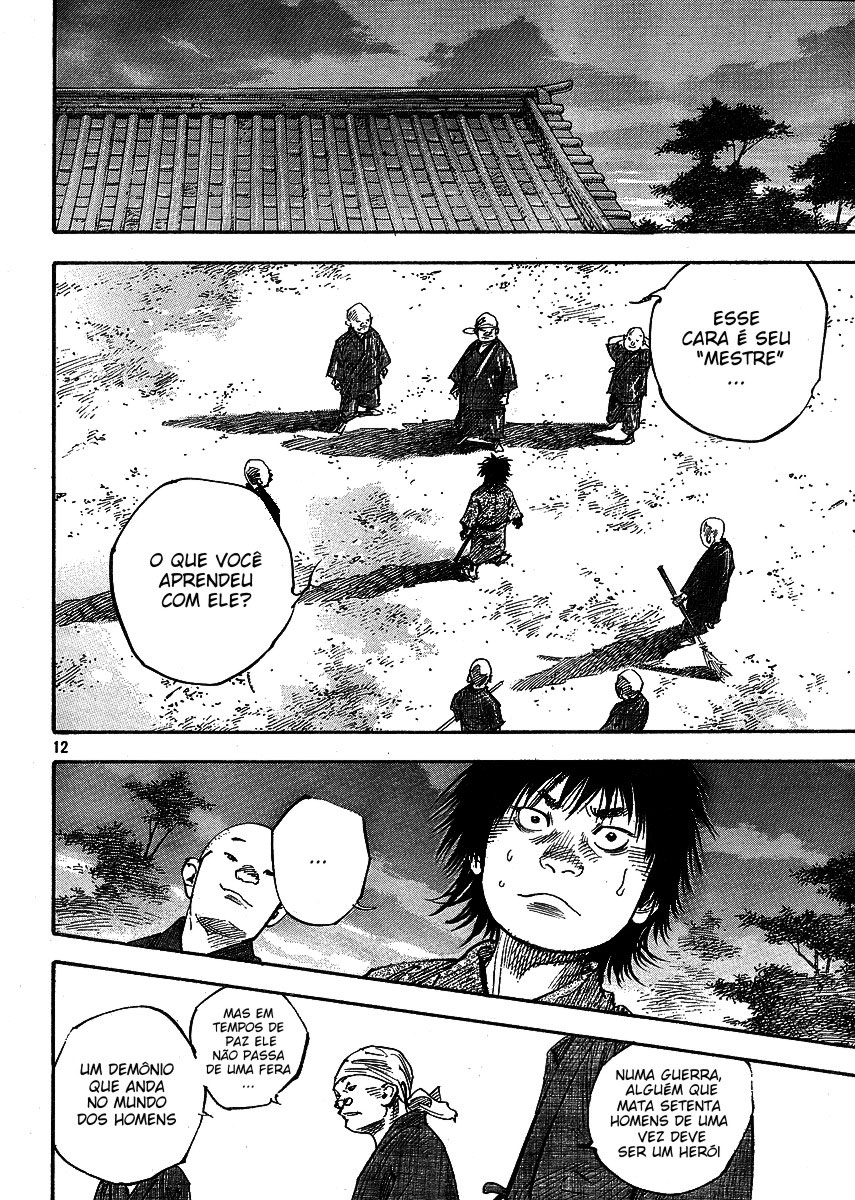 ESSE
CARA É SEU
"MESTRE"
...
O QUE VOCÊ
APRENDEU
COM ELE?
12
...
NUMA GUERRA,
ALGUÉM QUE
MATA SETENTA
HOMENS DE UMA
VEZ DEVE
SER UM HERÓI
MAS EM
TEMPOS DE
PAZ ELE
NÃO PASSA
DE UMA FERA
...
UM DEMÔNIO
QUE ANDA
NO MUNDO
DOS HOMENS